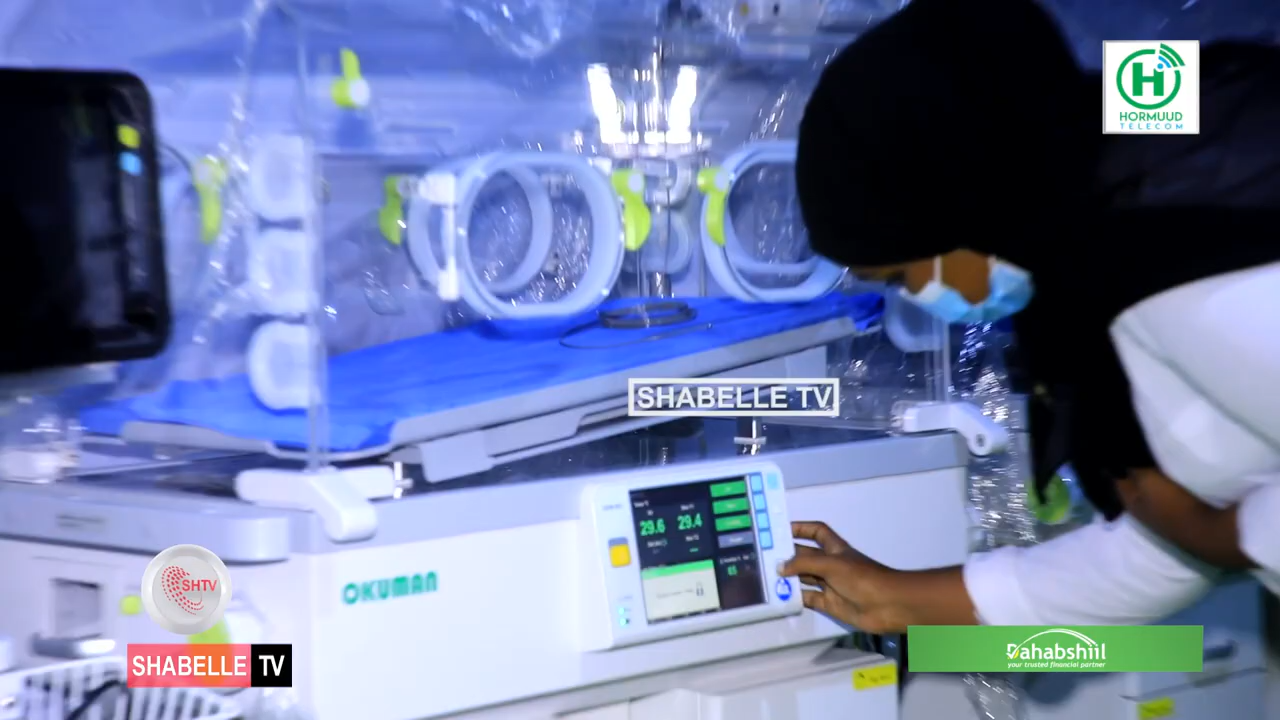 HORMUUD
TELECOM
SHABELLE TV
29.6 29.4
OKUMAN
SHTV
SHABELLE TV
Dahabshiil
your trusted financial partner